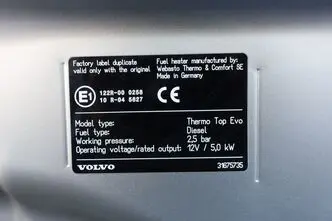 Factory label duplicate
valid only with the original
Fuel heater manufactured by:
Webasto Thermo & Comfort SE
Made in Germany
E1
122R-00 0258
10 R-04 5627
CE
Model type: Thermo Top Evo
Fuel type: Diesel
Working pressure: 2,5 bar
Operating voltage/rated output: 12V / 5,0 kW
VOLVO
31675735